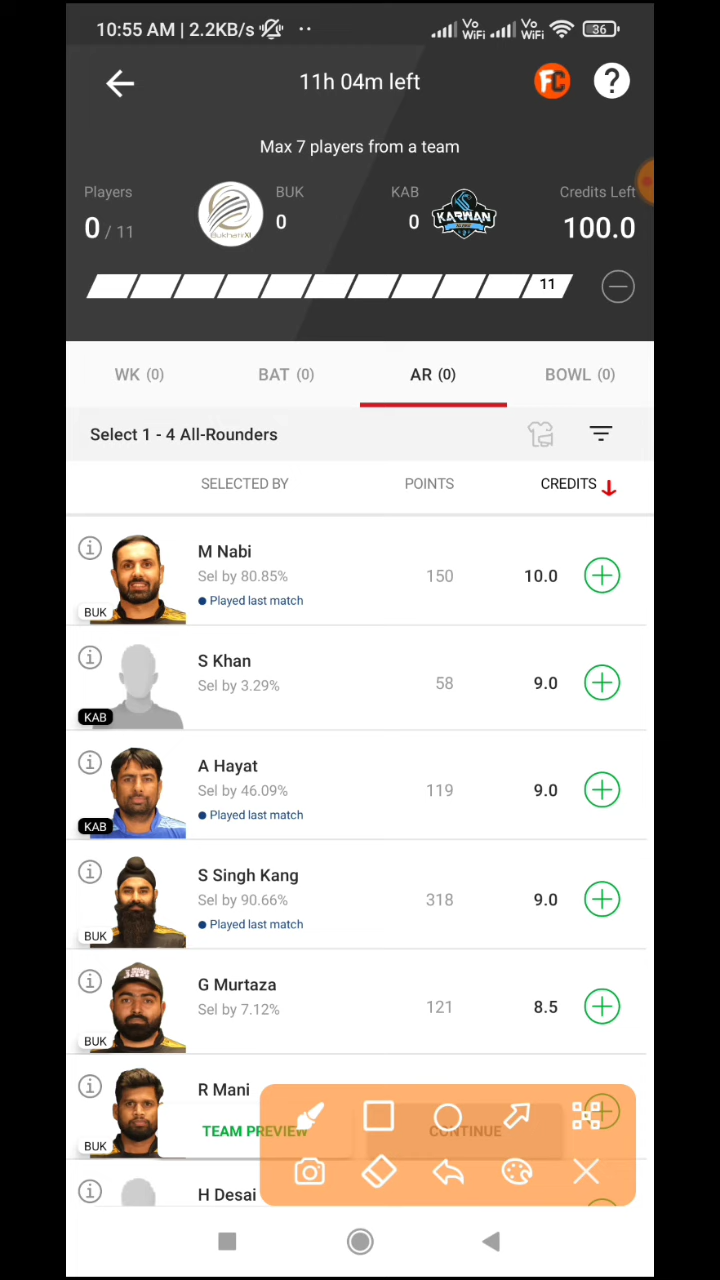 10:55 AM | 2.2KB/s
Vo WiFi
Vo WiFi
36
11h 04m left
FC
?
Max 7 players from a team
Players
BUK
KAB
Credits Left
0 / 11
Bukhatir XI
0
0
KARWAN
100.0
11
WK (0)
BAT (0)
AR (0)
BOWL (0)
Select 1 - 4 All-Rounders
SELECTED BY
POINTS
CREDITS
M Nabi
Sel by 80.85%
150
10.0
Played last match
BUK
S Khan
Sel by 3.29%
58
9.0
KAB
A Hayat
Sel by 46.09%
119
9.0
Played last match
KAB
S Singh Kang
Sel by 90.66%
318
9.0
Played last match
BUK
G Murtaza
Sel by 7.12%
121
8.5
BUK
R Mani
TEAM PREVIEW
CONTINUE
BUK
H Desai